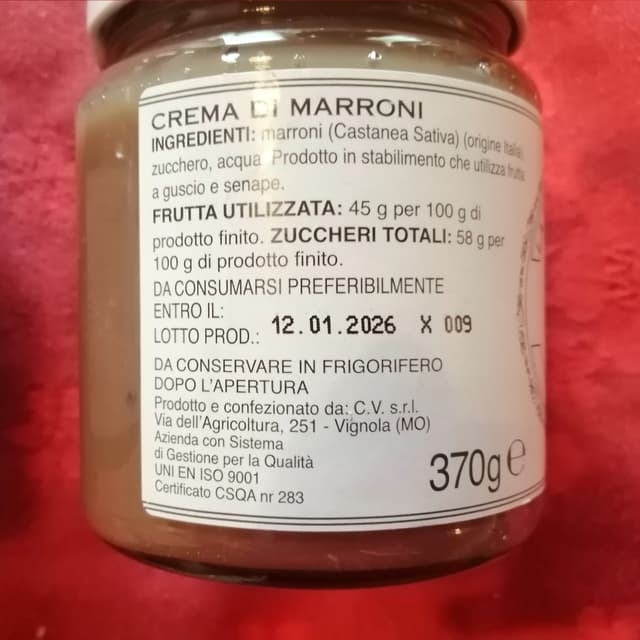 CREMA DI MARRONI
INGREDIENTI: marroni (Castanea Sativa) (origine Italia),
zucchero, acqua. Prodotto in stabilimento che utilizza frutta
a guscio e senape.
FRUTTA UTILIZZATA: 45 g per 100 g di
prodotto finito. ZUCCHERI TOTALI: 58 g per
100 g di prodotto finito.
DA CONSUMARSI PREFERIBILMENTE
ENTRO IL:
LOTTO PROD.: 12.01.2026 X 009
DA CONSERVARE IN FRIGORIFERO
DOPO L'APERTURA
Prodotto e confezionato da: C.V. s.r.l.
Via dell'Agricoltura, 251 - Vignola (MO)
Azienda con Sistema
di Gestione per la Qualità
UNI EN ISO 9001
Certificato CSQA nr 283
370g e